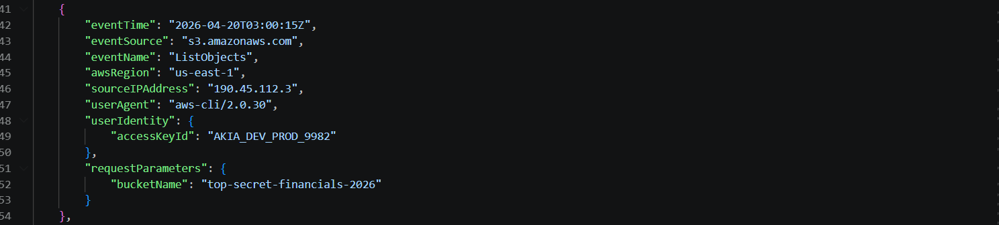 41 {
42 "eventTime": "2026-04-20T03:00:15Z",
43 "eventSource": "s3.amazonaws.com",
44 "eventName": "ListObjects",
45 "awsRegion": "us-east-1",
46 "sourceIPAddress": "190.45.112.3",
47 "userAgent": "aws-cli/2.0.30",
48 "userIdentity": {
49 "accessKeyId": "AKIA_DEV_PROD_9982"
50 },
51 "requestParameters": {
52 "bucketName": "top-secret-financials-2026"
53 }
54 },